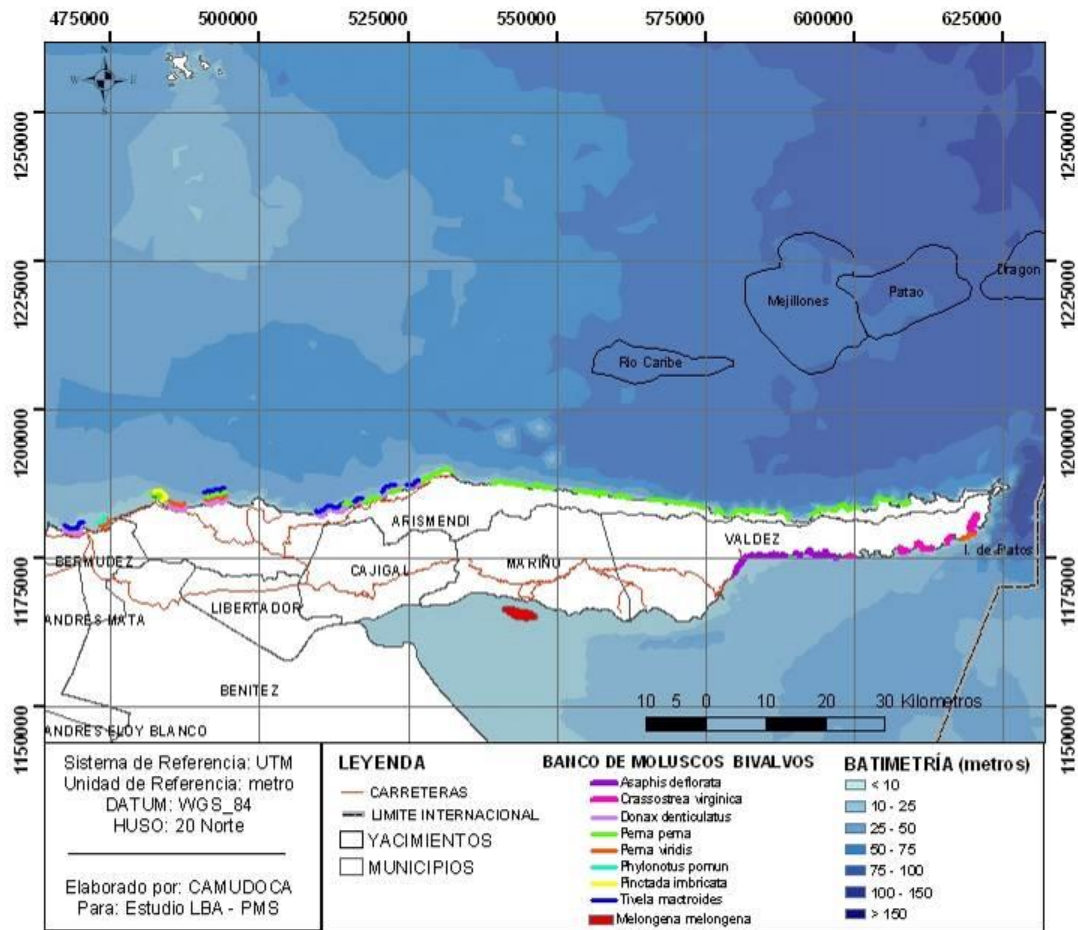 475000 500000 525000 550000 575000 600000 625000
N
W E
S
1250000 1250000
1225000 1225000
1200000 1200000
1175000 1175000
1150000 1150000
Dragon
Mejillones
Patao
Rio Caribe
ARISMENDI
VALDEZ
I. de Patos
BERMUDEZ
CAJIGAL
MARIÑO
LIBERTADOR
ANDRES MATA
BENITEZ
ANDRES ELOY BLANCO
10 5 0 10 20 30 Kilometros
Sistema de Referencia: UTM
Unidad de Referencia: metro
DATUM: WGS_84
HUSO: 20 Norte
Elaborado por: CAMUDOCA
Para: Estudio LBA - PMS
LEYENDA
CARRETERAS
LIMITE INTERNACIONAL
YACIMIENTOS
MUNICIPIOS
BANCO DE MOLUSCOS BIVALVOS
Asaphis deflorata
Crassostrea virginica
Donax denticulatus
Perna perna
Perna viridis
Phylonotus pomun
Pinctada imbricata
Tivela mactroides
Melongena melongena
BATIMETRÍA (metros)
< 10
10 - 25
25 - 50
50 - 75
75 - 100
100 - 150
> 150